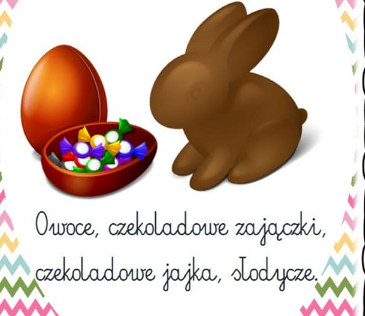 Owoce, czekoladowe zajączki,
czekoladowe jajka, słodycze.